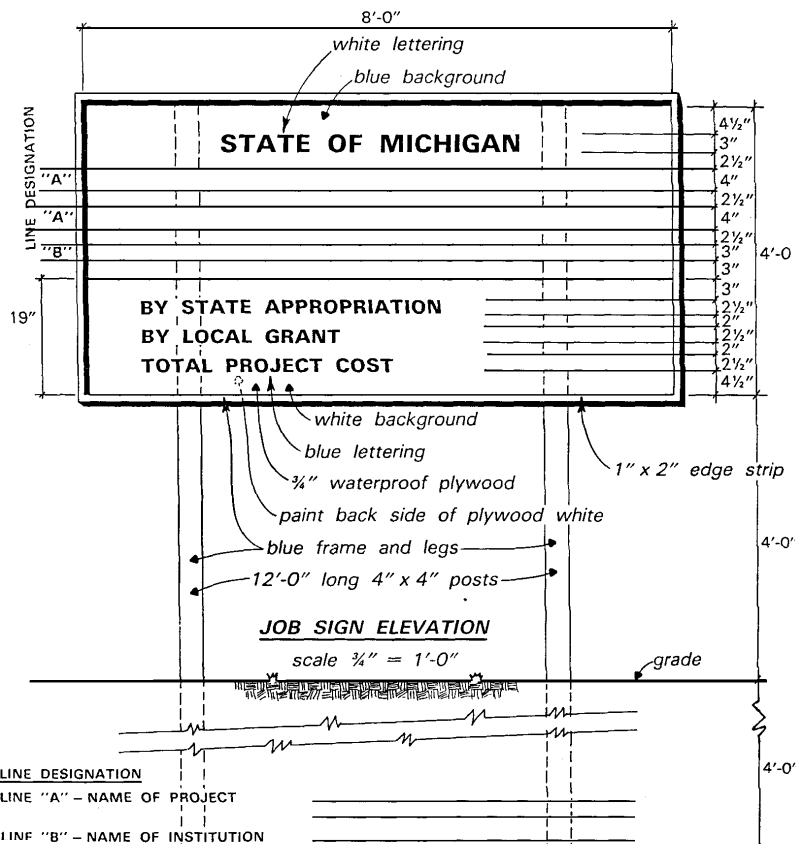 8'-0"
white lettering
blue background
LINE DESIGNATION
STATE OF MICHIGAN
4½"
3"
2½"
"A"
4"
2½"
"A"
4"
2½"
"B"
3"
4'-0
3"
3"
19"
BY STATE APPROPRIATION
2½"
2"
BY LOCAL GRANT
2½"
2"
TOTAL PROJECT COST
2½"
4½"
white background
blue lettering
1" x 2" edge strip
¾" waterproof plywood
paint back side of plywood white
blue frame and legs
4'-0"
12'-0" long 4" x 4" posts
JOB SIGN ELEVATION
scale ¾" = 1'-0"
grade
4'-0"
LINE DESIGNATION
LINE "A" – NAME OF PROJECT
LINE "B" – NAME OF INSTITUTION